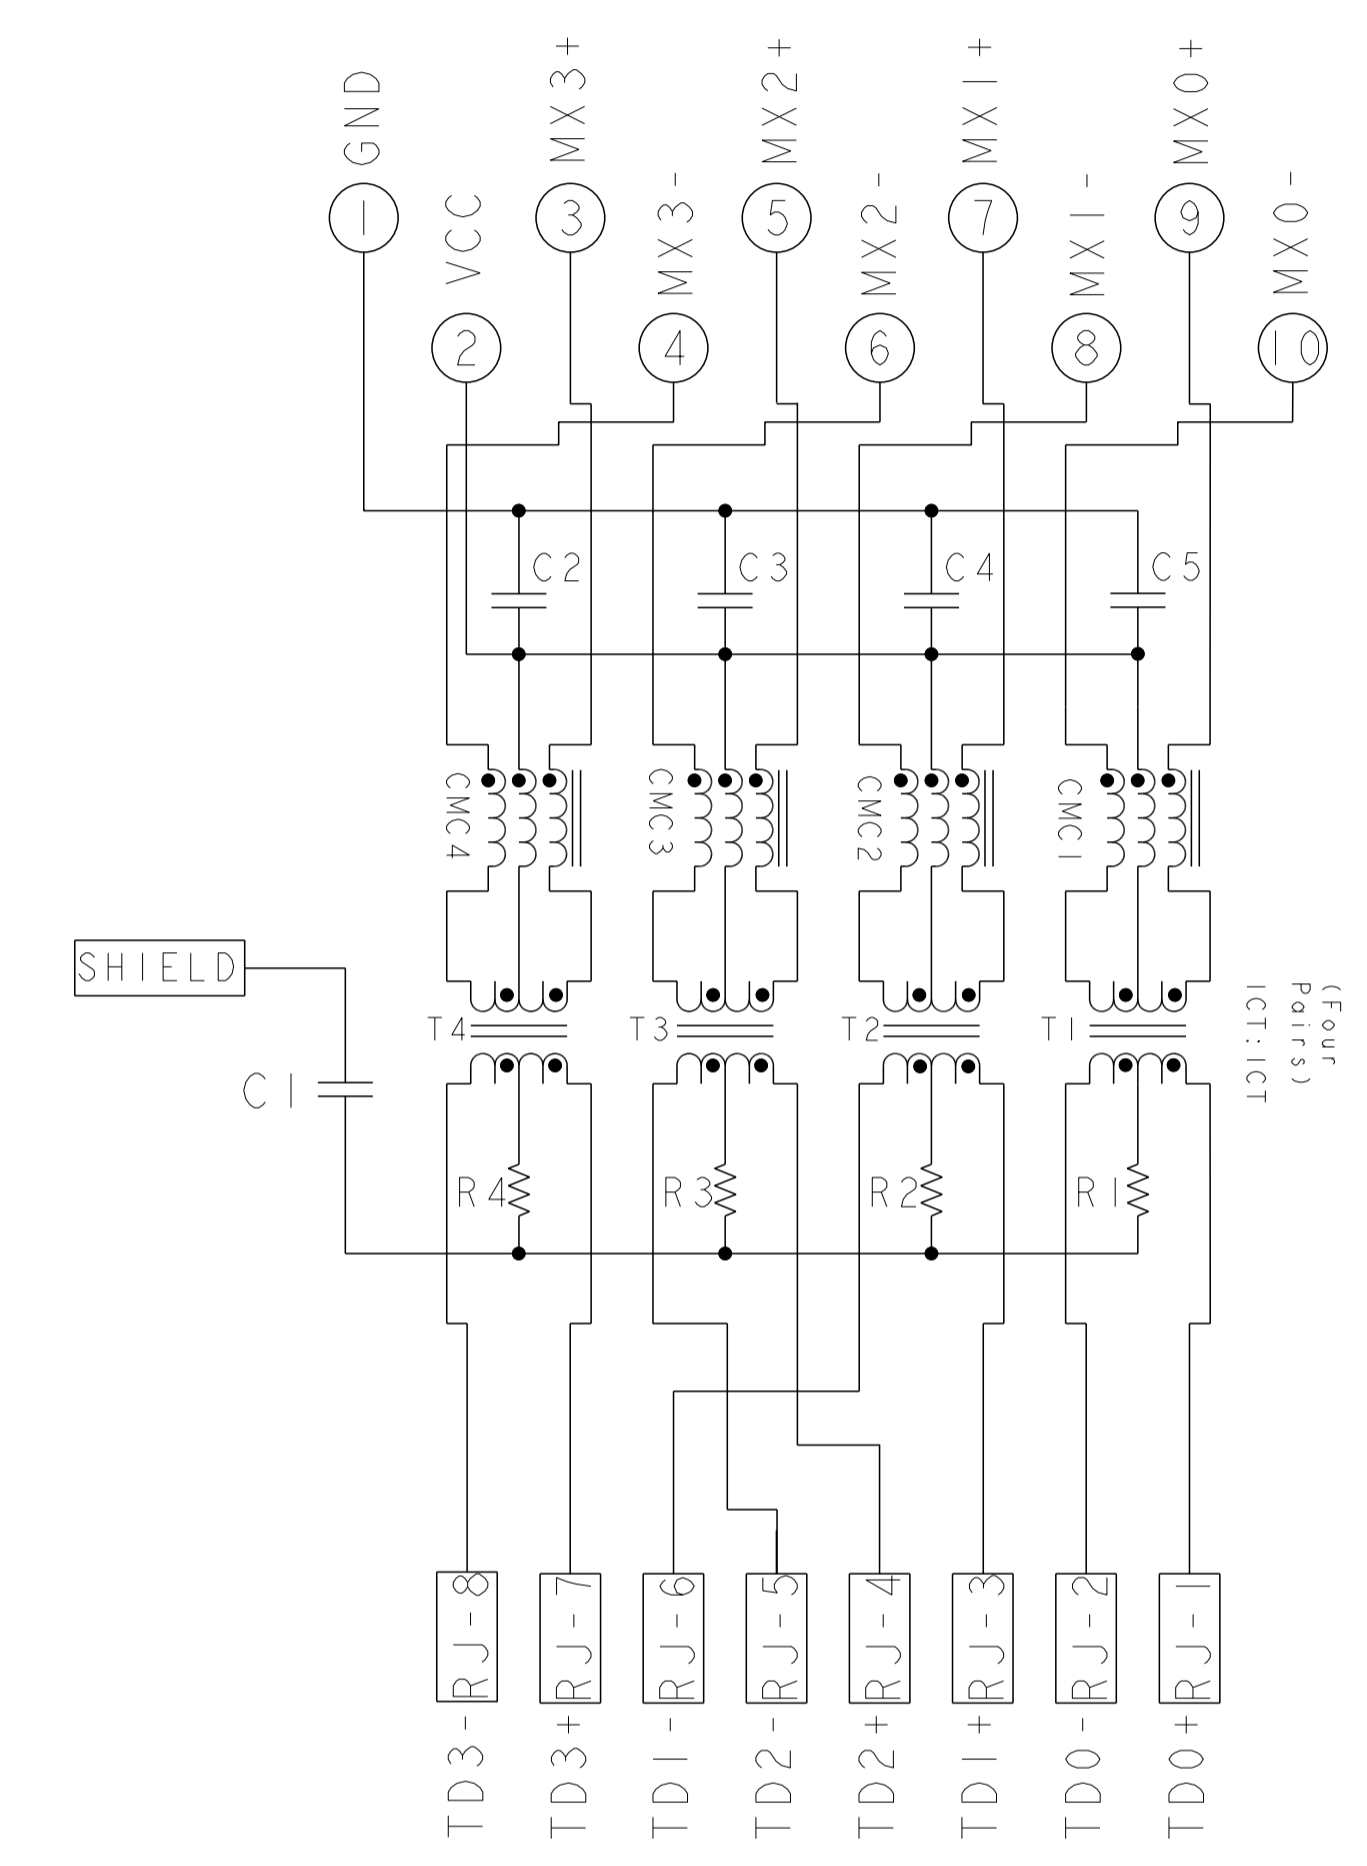 GND
MX3+
MX2+
MX1+
MX0+
1
3
5
7
9
VCC
MX3-
MX2-
MX1-
MX0-
2
4
6
8
10
C2
C3
C4
C5
CMC4
CMC3
CMC2
CMC1
SHIELD
T4
T3
T2
T1
(Four
Pairs)
1CT:1CT
C1
R4
R3
R2
R1
RJ-8
RJ-7
RJ-6
RJ-5
RJ-4
RJ-3
RJ-2
RJ-1
TD3-
TD3+
TD1-
TD2-
TD2+
TD1+
TD0-
TD0+